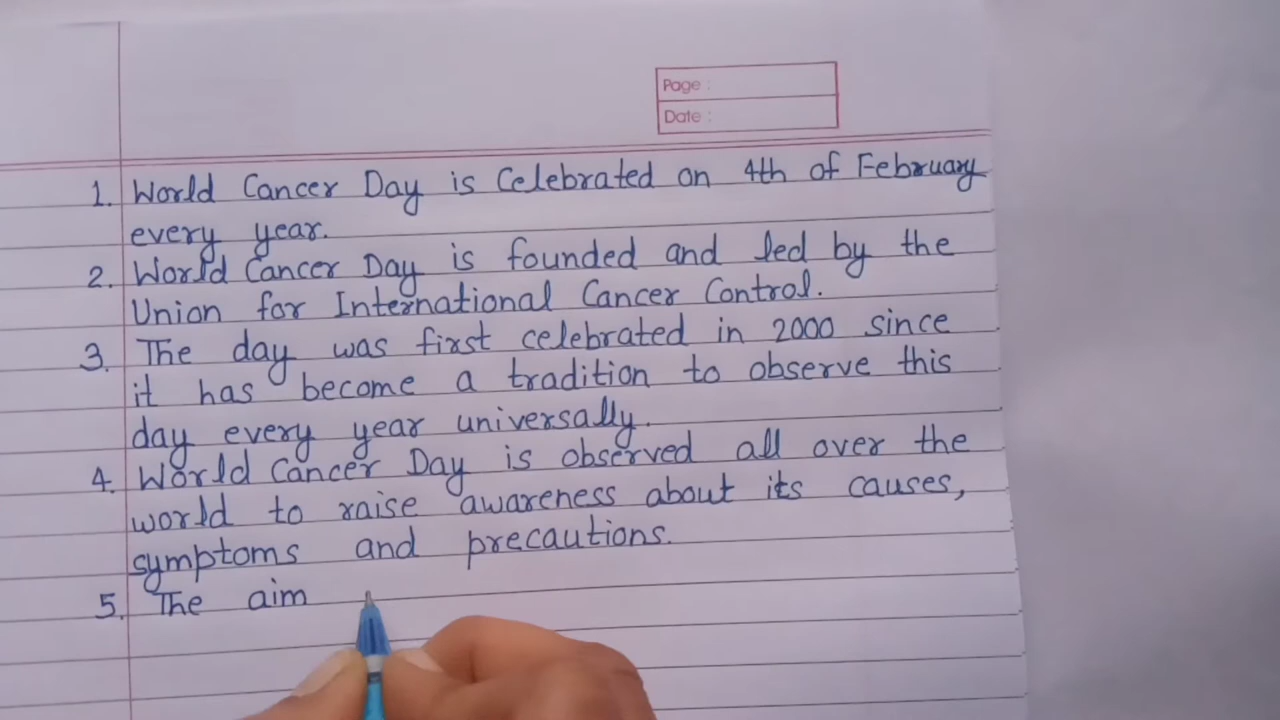 Page :
Date :
1. World Cancer Day is Celebrated on 4th of February
every year.
2. World Cancer Day is founded and led by the
Union for International Cancer Control.
3. The day was first celebrated in 2000 since
it has become a tradition to observe this
day every year universally.
4. World Cancer Day is observed all over the
world to raise awareness about its causes,
symptoms and precautions.
5. The aim